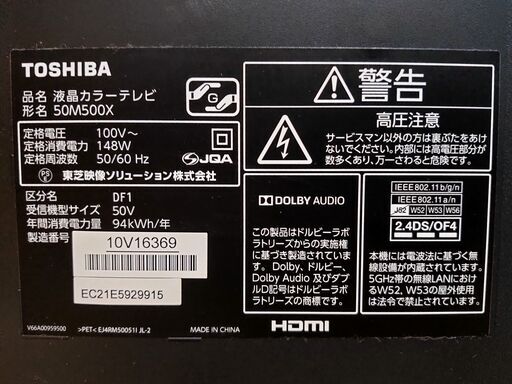 TOSHIBA
品名 液晶カラーテレビ
形名 50M500X
G
定格電圧 100V～
定格消費電力 148W
定格周波数 50/60 Hz
JQA
PS
E
東芝映像ソリューション株式会社
区分名 DF1
受信機型サイズ 50V
年間消費電力量 94kWh/年
製造番号
10V16369
EC21E5929915
V66A00959500 >PET< EJ4RM50051I JL-2 MADE IN CHINA
警告
高圧注意
サービスマン以外の方は裏ぶたをあけ
ないでください。内部には高電圧部分が
数多くあり、万一さわると危険です。
DOLBY AUDIO
この製品はドルビーラボ
ラトリーズからの実施権
に基づき製造されていま
す。Dolby、ドルビー、
Dolby Audio 及びダブ
ルD記号はドルビーラボ
ラトリーズの商標です。
HDMI
IEEE802.11b/g/n
IEEE802.11a/n
J52 W52 W53 W56
2.4DS/OF4
本機には電波法に基づく無
線設備が内蔵されています。
5GHz帯の無線LANにおけ
るW52、W53の屋外使用
は法令で禁止されています。